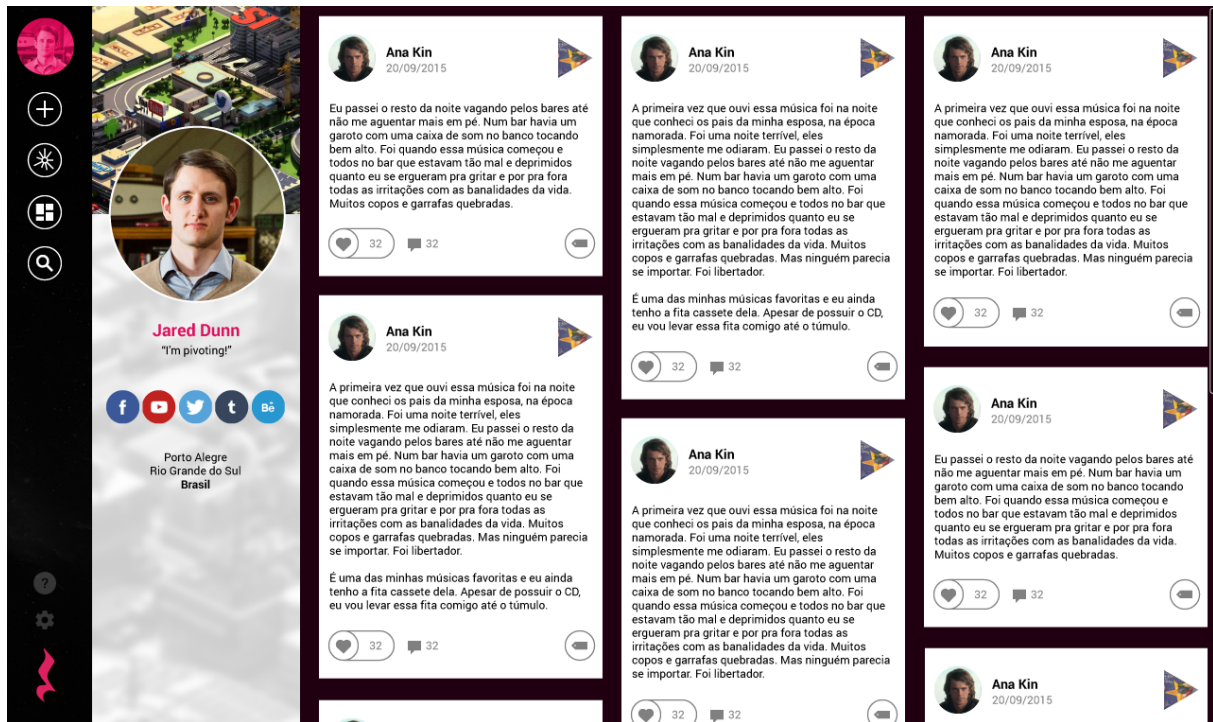 SI
Jared Dunn
“I'm pivoting!”
f
t
Bē
Porto Alegre
Rio Grande do Sul
Brasil
?
Ana Kin
20/09/2015
Eu passei o resto da noite vagando pelos bares até
não me aguentar mais em pé. Num bar havia um
garoto com uma caixa de som no banco tocando
bem alto. Foi quando essa música começou e
todos no bar que estavam tão mal e deprimidos
quanto eu se ergueram pra gritar e por pra fora
todas as irritações com as banalidades da vida.
Muitos copos e garrafas quebradas.
32
32
Ana Kin
20/09/2015
A primeira vez que ouvi essa música foi na noite
que conheci os pais da minha esposa, na época
namorada. Foi uma noite terrível, eles
simplesmente me odiaram. Eu passei o resto da
noite vagando pelos bares até não me aguentar
mais em pé. Num bar havia um garoto com uma
caixa de som no banco tocando bem alto. Foi
quando essa música começou e todos no bar que
estavam tão mal e deprimidos quanto eu se
ergueram pra gritar e por pra fora todas as
irritações com as banalidades da vida. Muitos
copos e garrafas quebradas. Mas ninguém parecia
se importar. Foi libertador.
É uma das minhas músicas favoritas e eu ainda
tenho a fita cassete dela. Apesar de possuir o CD,
eu vou levar essa fita comigo até o túmulo.
32
32
Ana Kin
20/09/2015
A primeira vez que ouvi essa música foi na noite
que conheci os pais da minha esposa, na época
namorada. Foi uma noite terrível, eles
simplesmente me odiaram. Eu passei o resto da
noite vagando pelos bares até não me aguentar
mais em pé. Num bar havia um garoto com uma
caixa de som no banco tocando bem alto. Foi
quando essa música começou e todos no bar que
estavam tão mal e deprimidos quanto eu se
ergueram pra gritar e por pra fora todas as
irritações com as banalidades da vida. Muitos
copos e garrafas quebradas. Mas ninguém parecia
se importar. Foi libertador.
É uma das minhas músicas favoritas e eu ainda
tenho a fita cassete dela. Apesar de possuir o CD,
eu vou levar essa fita comigo até o túmulo.
32
32
Ana Kin
20/09/2015
A primeira vez que ouvi essa música foi na noite
que conheci os pais da minha esposa, na época
namorada. Foi uma noite terrível, eles
simplesmente me odiaram. Eu passei o resto da
noite vagando pelos bares até não me aguentar
mais em pé. Num bar havia um garoto com uma
caixa de som no banco tocando bem alto. Foi
quando essa música começou e todos no bar que
estavam tão mal e deprimidos quanto eu se
ergueram pra gritar e por pra fora todas as
irritações com as banalidades da vida. Muitos
copos e garrafas quebradas. Mas ninguém parecia
se importar. Foi libertador.
32
32
Ana Kin
20/09/2015
A primeira vez que ouvi essa música foi na noite
que conheci os pais da minha esposa, na época
namorada. Foi uma noite terrível, eles
simplesmente me odiaram. Eu passei o resto da
noite vagando pelos bares até não me aguentar
mais em pé. Num bar havia um garoto com uma
caixa de som no banco tocando bem alto. Foi
quando essa música começou e todos no bar que
estavam tão mal e deprimidos quanto eu se
ergueram pra gritar e por pra fora todas as
irritações com as banalidades da vida. Muitos
copos e garrafas quebradas. Mas ninguém parecia
se importar. Foi libertador.
32
32
Ana Kin
20/09/2015
Eu passei o resto da noite vagando pelos bares até
não me aguentar mais em pé. Num bar havia um
garoto com uma caixa de som no banco tocando
bem alto. Foi quando essa música começou e
todos no bar que estavam tão mal e deprimidos
quanto eu se ergueram pra gritar e por pra fora
todas as irritações com as banalidades da vida.
Muitos copos e garrafas quebradas.
32
32
Ana Kin
20/09/2015